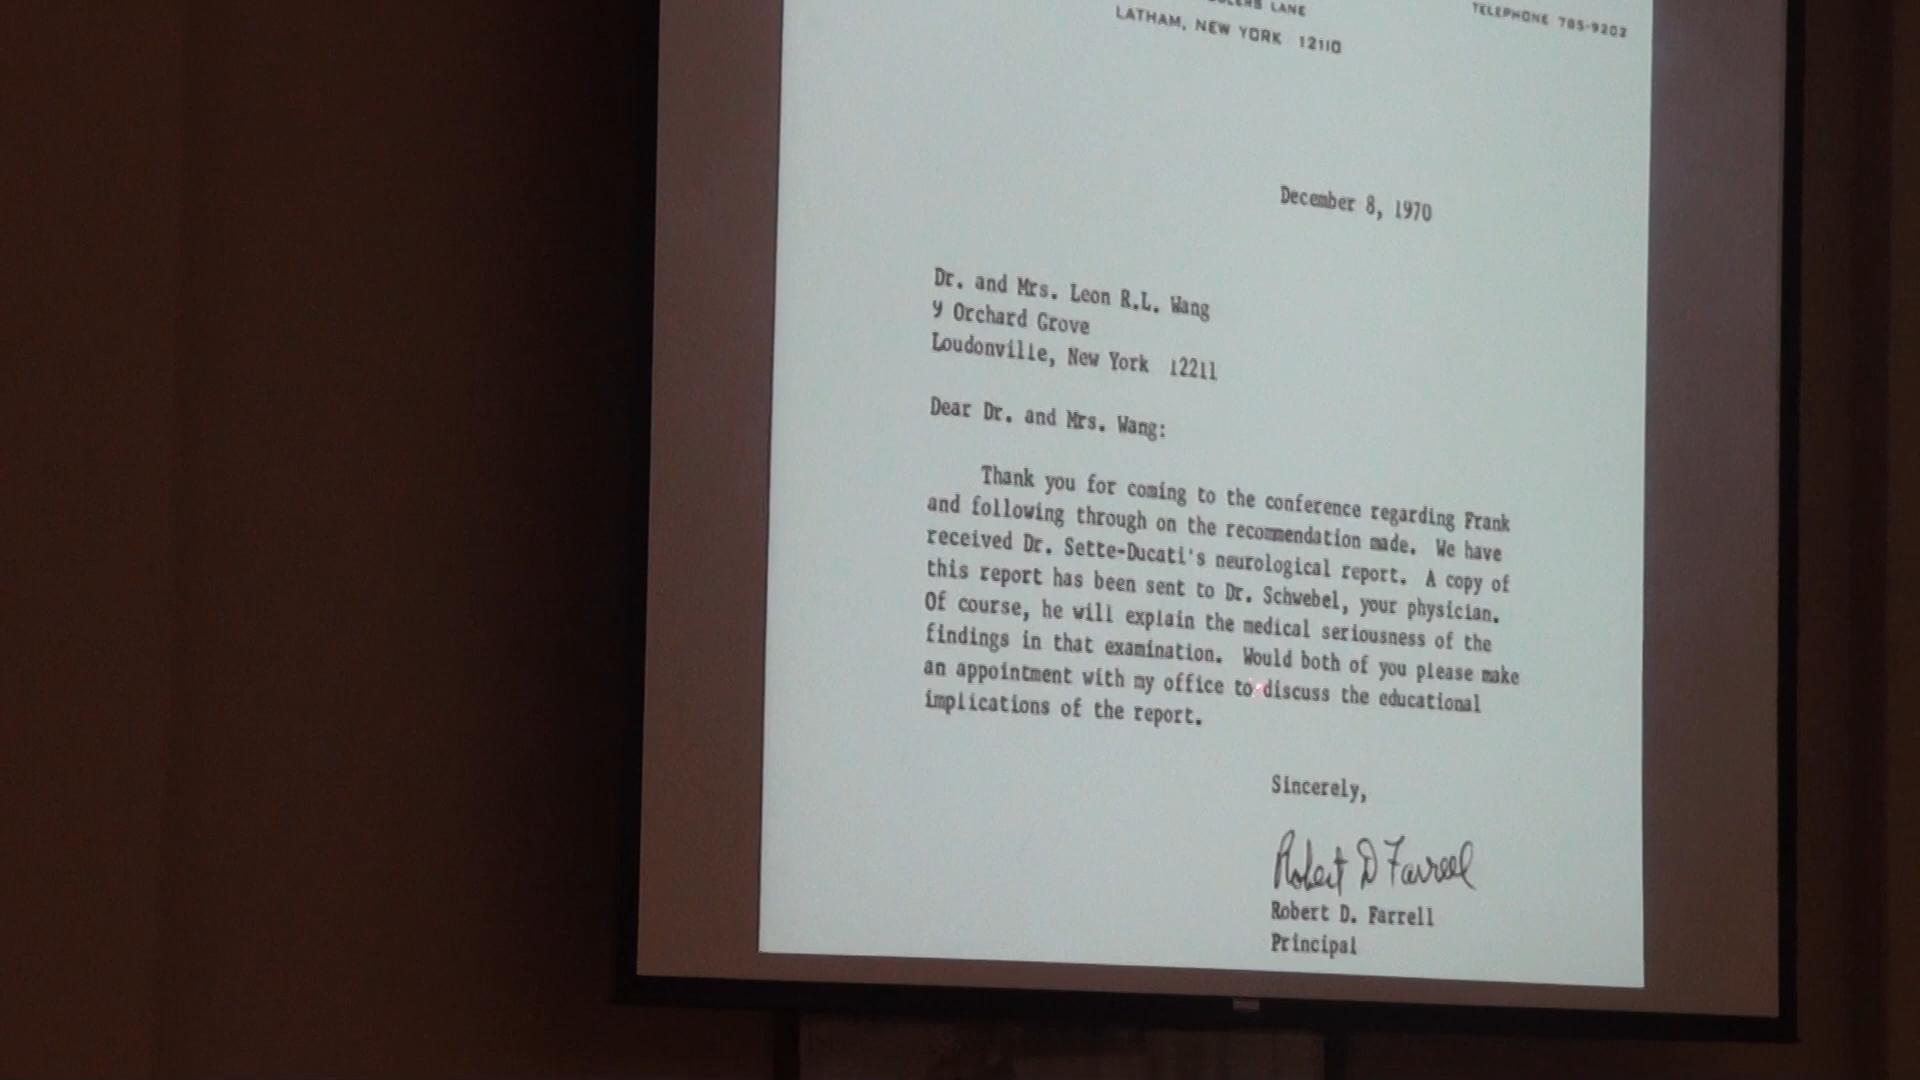 LANE
LATHAM, NEW YORK 12110
TELEPHONE 785-9202
December 8, 1970
Dr. and Mrs. Leon R.L. Wang
9 Orchard Grove
Loudonville, New York 12211
Dear Dr. and Mrs. Wang:
Thank you for coming to the conference regarding Frank
and following through on the recommendation made. We have
received Dr. Sette-Ducati's neurological report. A copy of
this report has been sent to Dr. Schwebel, your physician.
Of course, he will explain the medical seriousness of the
findings in that examination. Would both of you please make
an appointment with my office to discuss the educational
implications of the report.
Sincerely,
Robert D Farrell
Robert D. Farrell
Principal